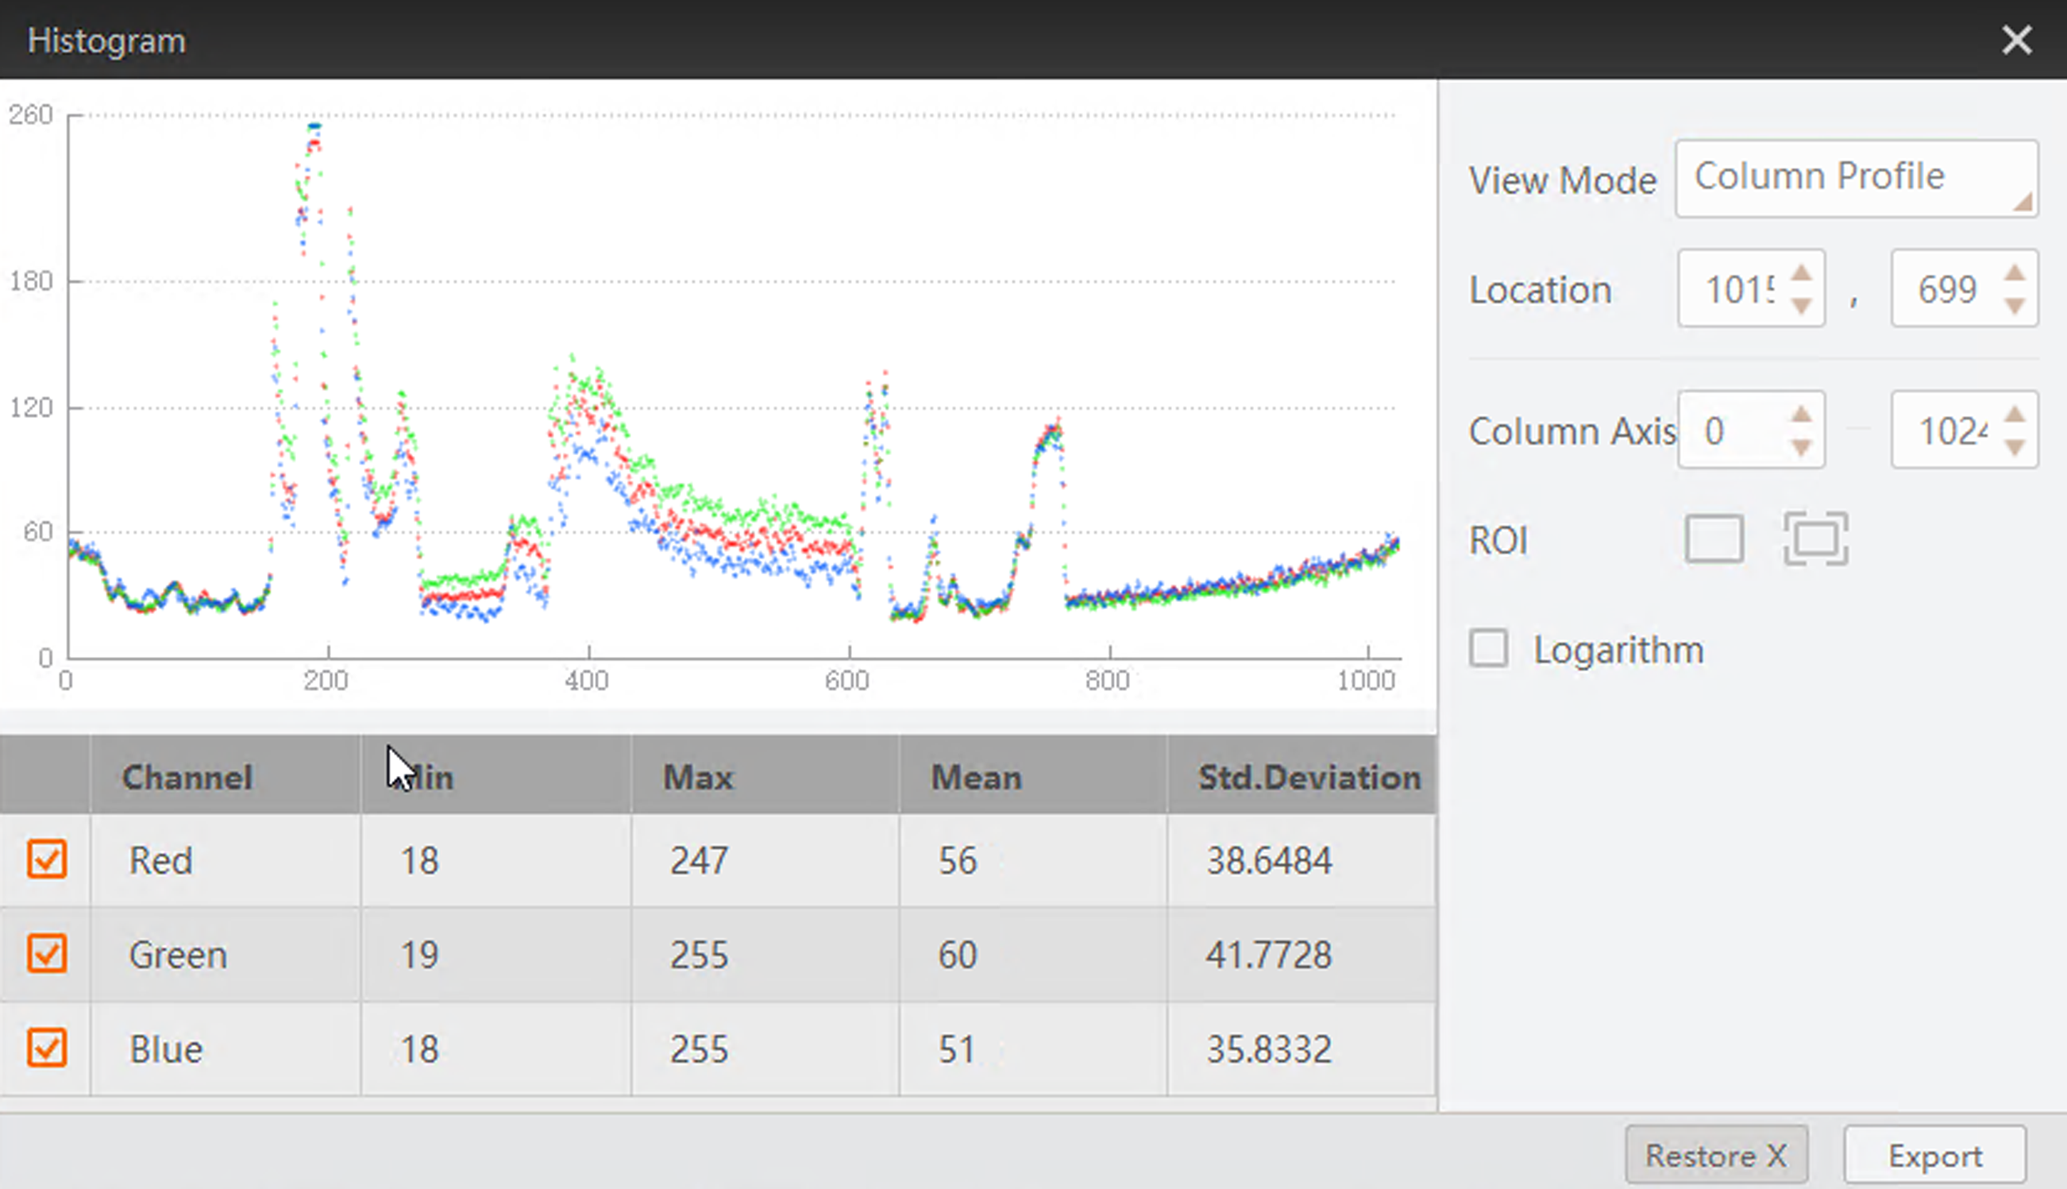 Histogram
260
180
120
60
0
0 200 400 600 800 1000
View Mode Column Profile
Location 1015 , 699
Column Axis 0 – 1024
ROI
Logarithm
Channel Min Max Mean Std.Deviation
Red 18 247 56 38.6484
Green 19 255 60 41.7728
Blue 18 255 51 35.8332
Restore X Export